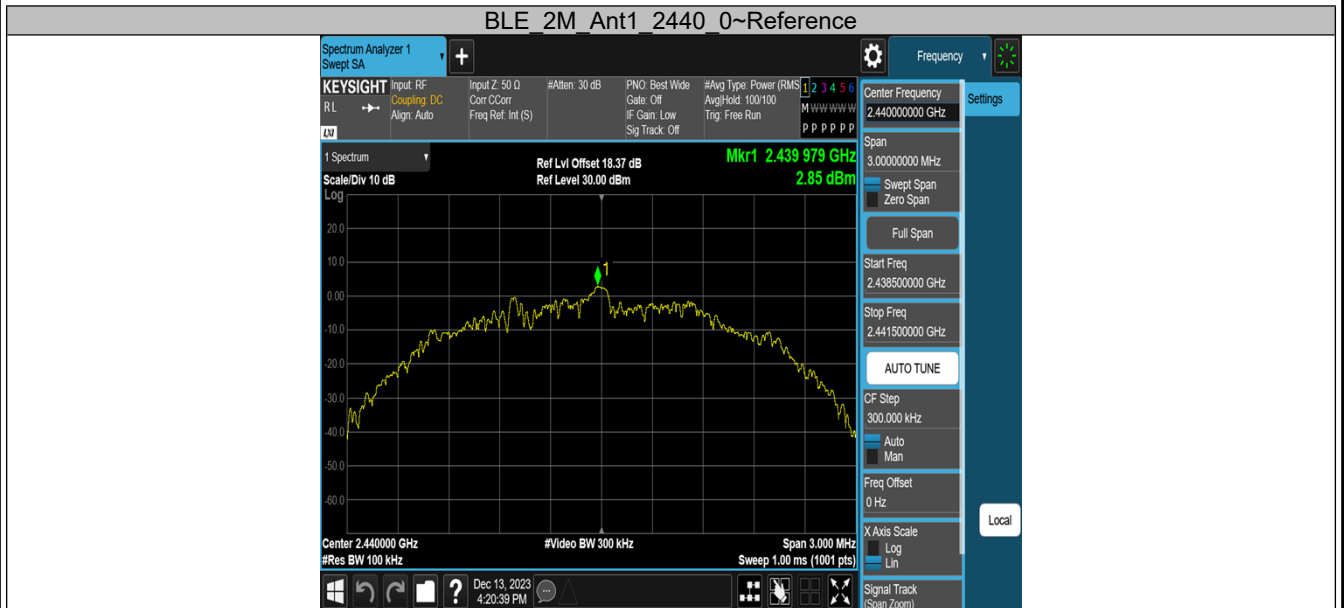 BLE_2M_Ant1_2440_0~Reference
Spectrum Analyzer 1
Swept SA
+
Frequency
KEYSIGHT
RL
LXI
Input: RF
Coupling: DC
Align: Auto
Input Z: 50 Ω
Corr CCorr
Freq Ref: Int (S)
#Atten: 30 dB
PNO: Best Wide
Gate: Off
IF Gain: Low
Sig Track: Off
#Avg Type: Power (RMS
Avg|Hold: 100/100
Trig: Free Run
1 2 3 4 5 6
M W W W W W
P P P P P P
Center Frequency
2.440000000 GHz
Settings
Span
3.00000000 MHz
Swept Span
Zero Span
Full Span
Start Freq
2.438500000 GHz
Stop Freq
2.441500000 GHz
AUTO TUNE
CF Step
300.000 kHz
Auto
Man
Freq Offset
0 Hz
X Axis Scale
Log
Lin
Signal Track
(Span Zoom)
Local
1 Spectrum
Scale/Div 10 dB
Log
Ref Lvl Offset 18.37 dB
Ref Level 30.00 dBm
Mkr1 2.439 979 GHz
2.85 dBm
20.0
10.0
1
0.00
-10.0
-20.0
-30.0
-40.0
-50.0
-60.0
Center 2.440000 GHz
#Res BW 100 kHz
#Video BW 300 kHz
Span 3.000 MHz
Sweep 1.00 ms (1001 pts)
?
Dec 13, 2023
4:20:39 PM